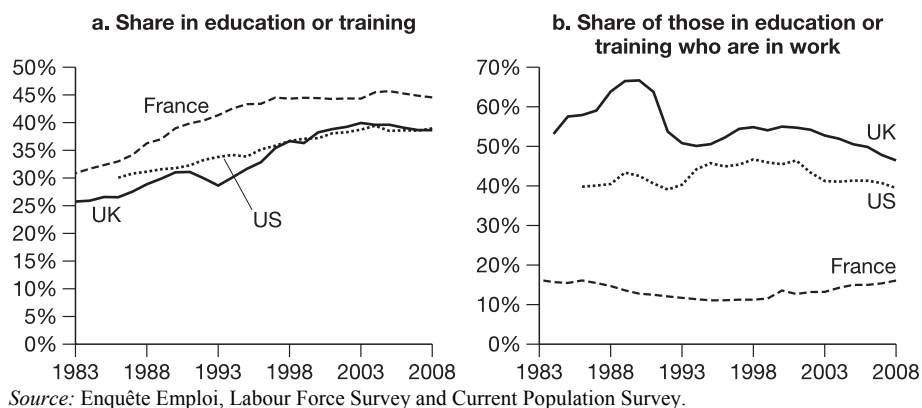 a. Share in education or training
50%
45%
40%
35%
30%
25%
20%
15%
10%
5%
0%
France
UK
US
1983 1988 1993 1998 2003 2008
b. Share of those in education or
training who are in work
70%
60%
50%
40%
30%
20%
10%
0%
UK
US
France
1983 1988 1993 1998 2003 2008
Source: Enquête Emploi, Labour Force Survey and Current Population Survey.